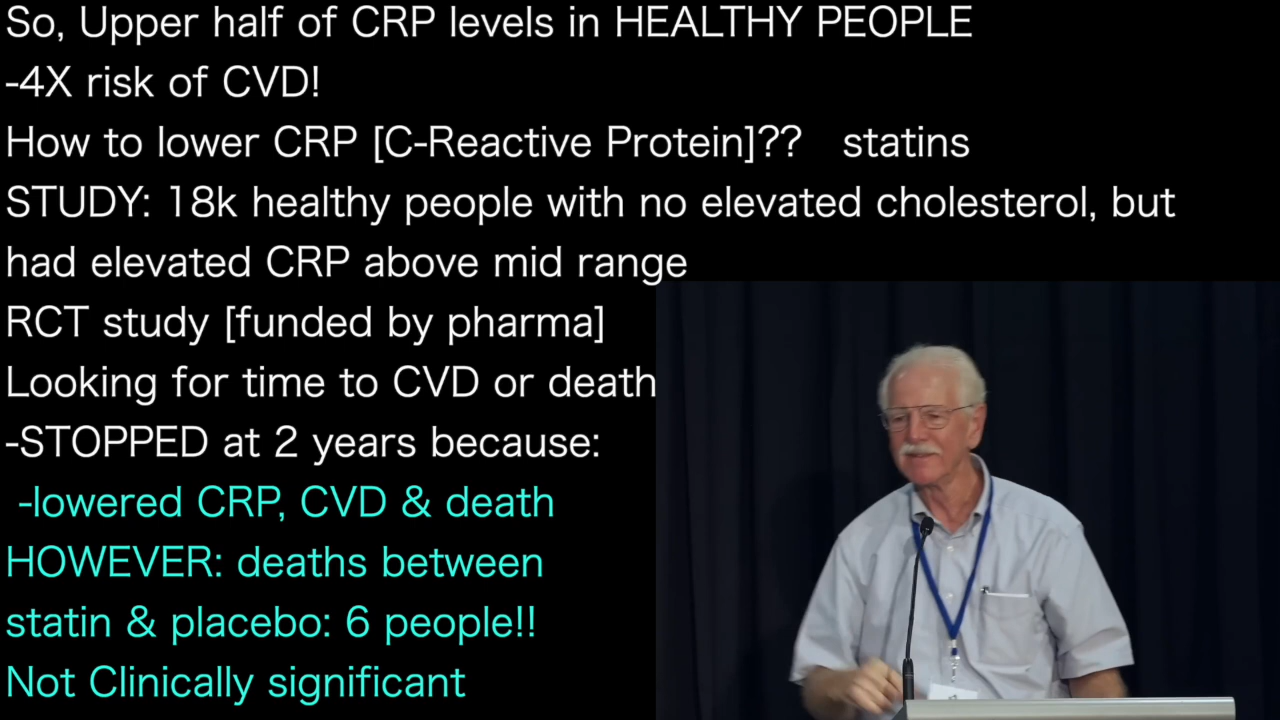 So, Upper half of CRP levels in HEALTHY PEOPLE
-4X risk of CVD!
How to lower CRP [C-Reactive Protein]?? statins
STUDY: 18k healthy people with no elevated cholesterol, but
had elevated CRP above mid range
RCT study [funded by pharma]
Looking for time to CVD or death
-STOPPED at 2 years because:
-lowered CRP, CVD & death
HOWEVER: deaths between
statin & placebo: 6 people!!
Not Clinically significant